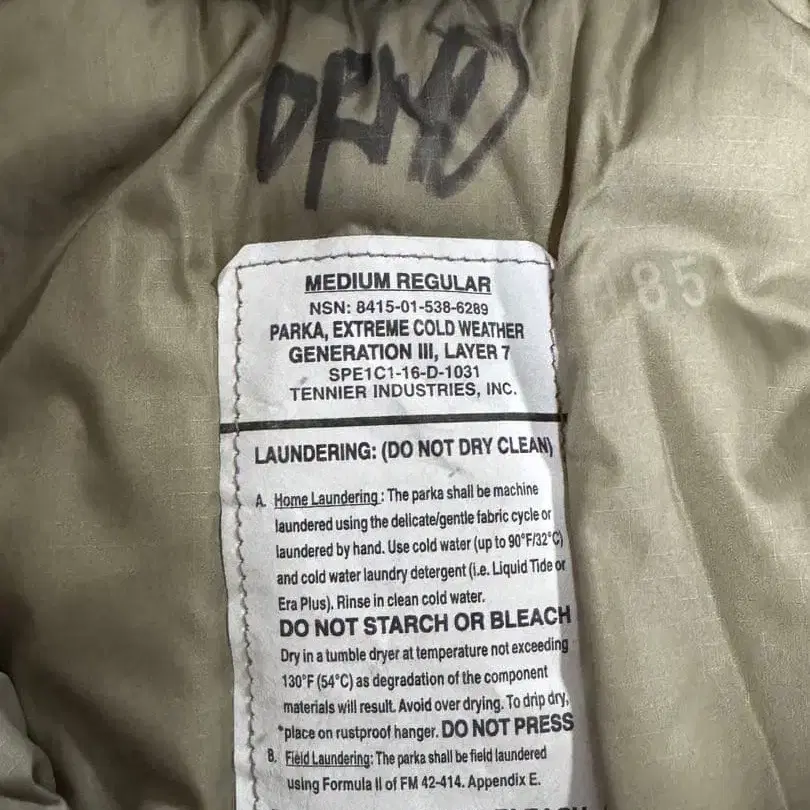 MEDIUM REGULAR
NSN: 8415-01-538-6289
PARKA, EXTREME COLD WEATHER
GENERATION III, LAYER 7
SPE1C1-16-D-1031
TENNIER INDUSTRIES, INC.
85
LAUNDERING: (DO NOT DRY CLEAN)
A. Home Laundering : The parka shall be machine
laundered using the delicate/gentle fabric cycle or
laundered by hand. Use cold water (up to 90°F/32°C)
and cold water laundry detergent (i.e. Liquid Tide or
Era Plus). Rinse in clean cold water.
DO NOT STARCH OR BLEACH
Dry in a tumble dryer at temperature not exceeding
130°F (54°C) as degradation of the component
materials will result. Avoid over drying. To drip dry,
*place on rustproof hanger. DO NOT PRESS
B. Field Laundering: The parka shall be field laundered
using Formula II of FM 42-414. Appendix E.